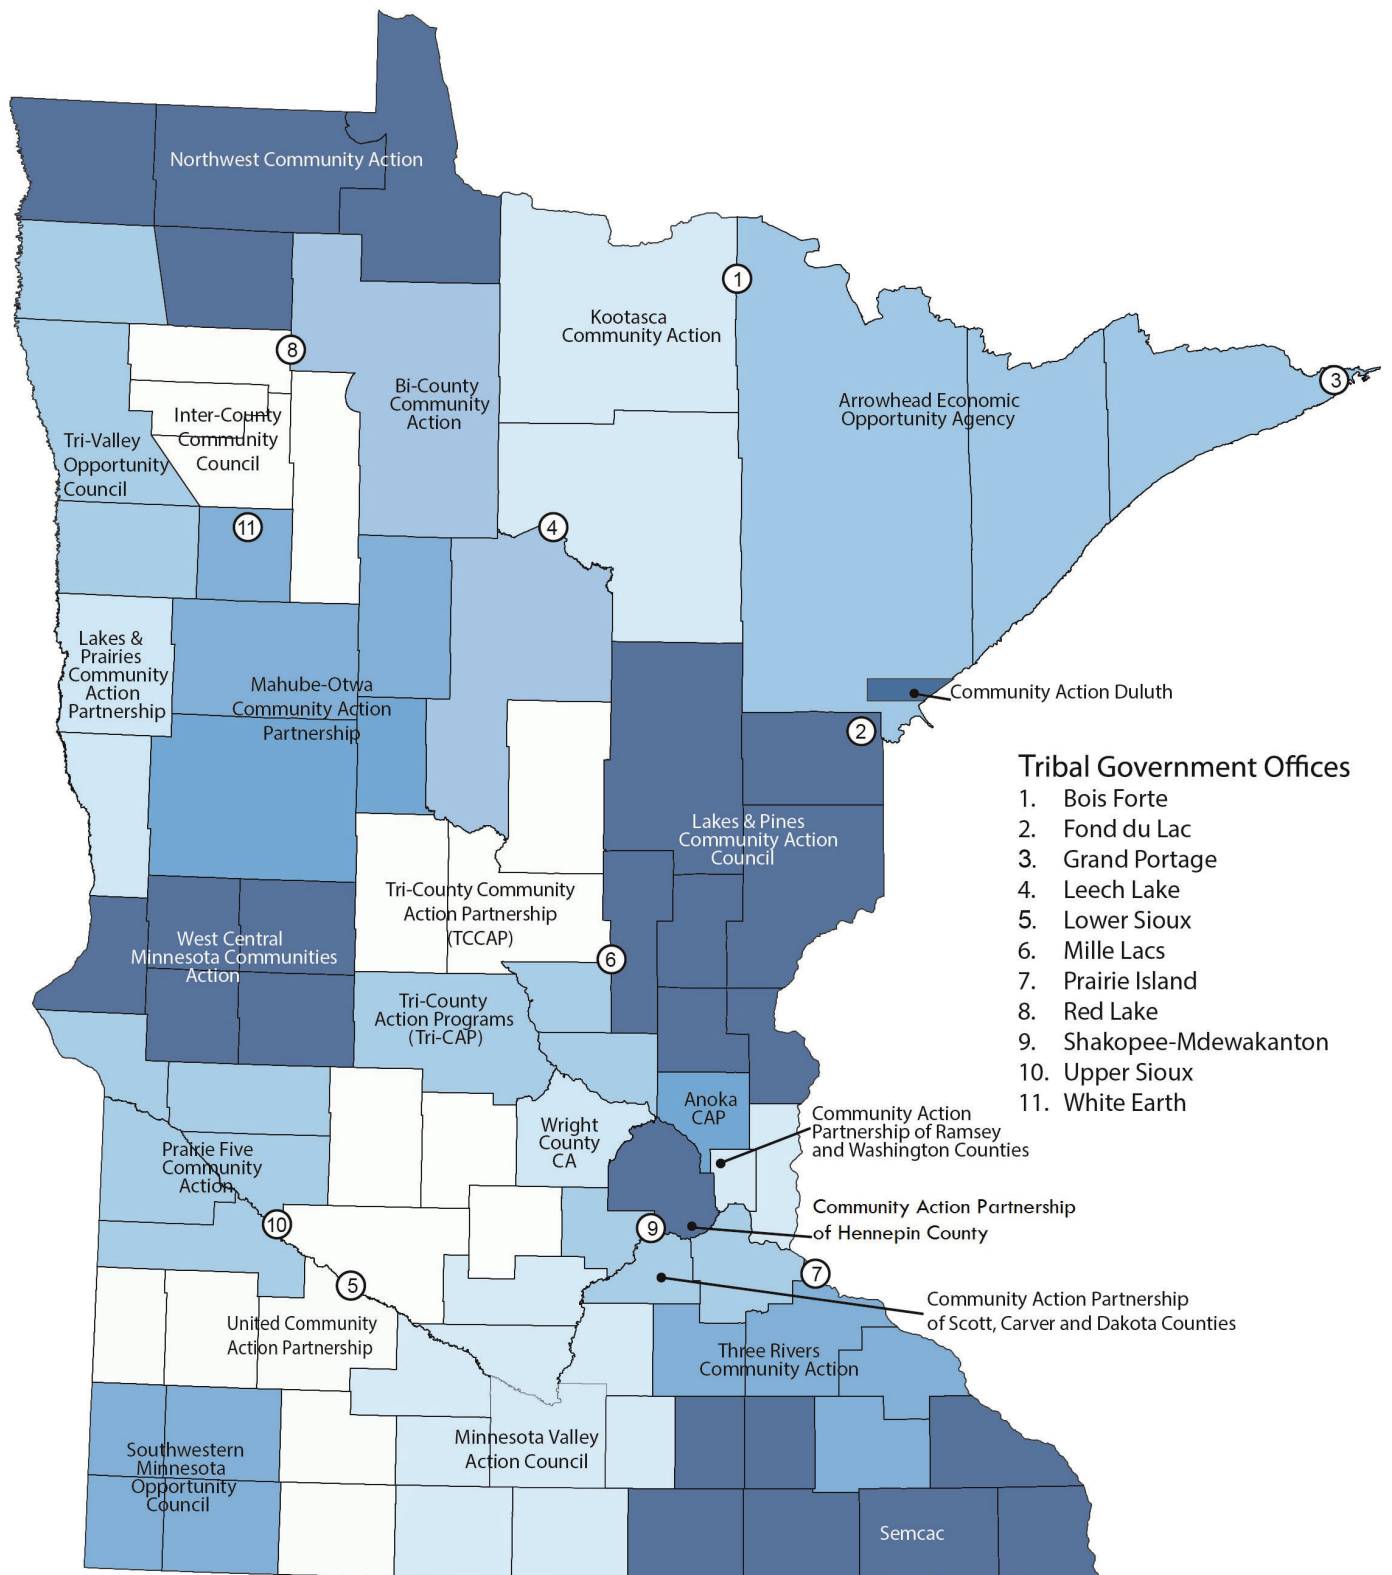 Northwest Community Action
1
Kootasca
Community Action
8
3
Bi-County
Community
Action
Arrowhead Economic
Opportunity Agency
Inter-County
Community
Council
Tri-Valley
Opportunity
Council
11
4
Lakes &
Prairies
Community
Action
Partnership
Mahube-Otwa
Community Action
Partnership
Community Action Duluth
2
Tribal Government Offices
1. Bois Forte
2. Fond du Lac
3. Grand Portage
4. Leech Lake
5. Lower Sioux
6. Mille Lacs
7. Prairie Island
8. Red Lake
9. Shakopee-Mdewakanton
10. Upper Sioux
11. White Earth
Lakes & Pines
Community Action
Council
Tri-County Community
Action Partnership
(TCCAP)
West Central
Minnesota Communities
Action
6
Tri-County
Action Programs
(Tri-CAP)
Anoka
CAP
Community Action
Partnership of Ramsey
and Washington Counties
Wright
County
CA
Prairie Five
Community
Action
Community Action Partnership
of Hennepin County
10
9
7
5
Community Action Partnership
of Scott, Carver and Dakota Counties
United Community
Action Partnership
Three Rivers
Community Action
Southwestern
Minnesota
Opportunity
Council
Minnesota Valley
Action Council
Semcac